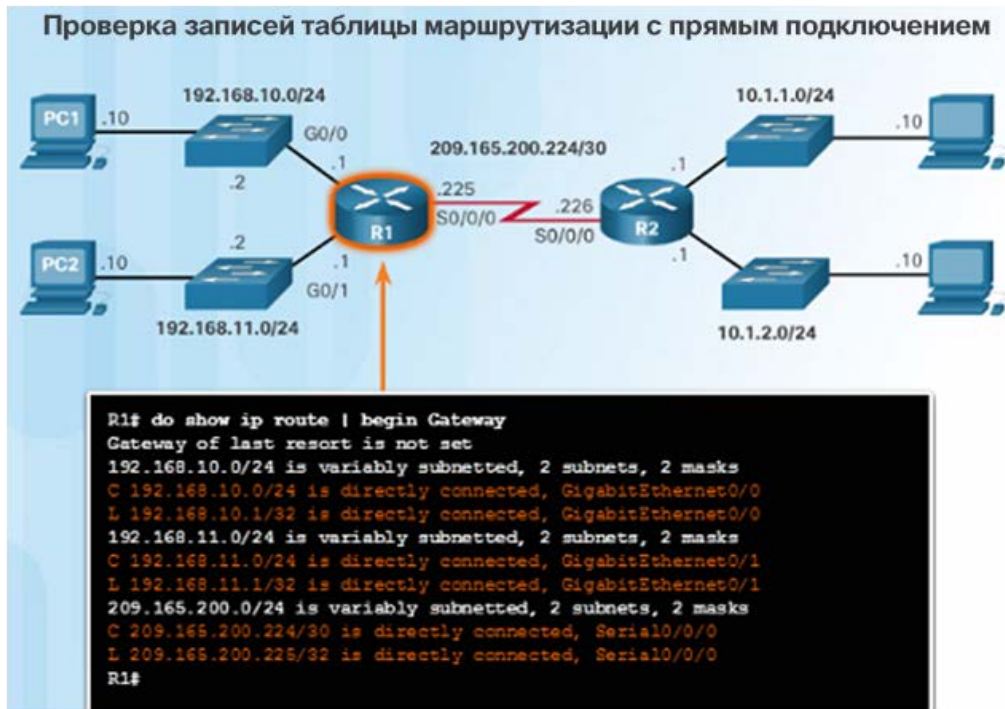 Проверка записей таблицы маршрутизации с прямым подключением
192.168.10.0/24
10.1.1.0/24
PC1
.10
G0/0
.10
.1
209.165.200.224/30
.1
.2
.225
.226
S0/0/0
S0/0/0
R1
R2
.2
.1
.1
PC2
.10
.10
G0/1
192.168.11.0/24
10.1.2.0/24
R1# do show ip route | begin Gateway
Gateway of last resort is not set
192.168.10.0/24 is variably subnetted, 2 subnets, 2 masks
C 192.168.10.0/24 is directly connected, GigabitEthernet0/0
L 192.168.10.1/32 is directly connected, GigabitEthernet0/0
192.168.11.0/24 is variably subnetted, 2 subnets, 2 masks
C 192.168.11.0/24 is directly connected, GigabitEthernet0/1
L 192.168.11.1/32 is directly connected, GigabitEthernet0/1
209.165.200.0/24 is variably subnetted, 2 subnets, 2 masks
C 209.165.200.224/30 is directly connected, Serial0/0/0
L 209.165.200.225/32 is directly connected, Serial0/0/0
R1#